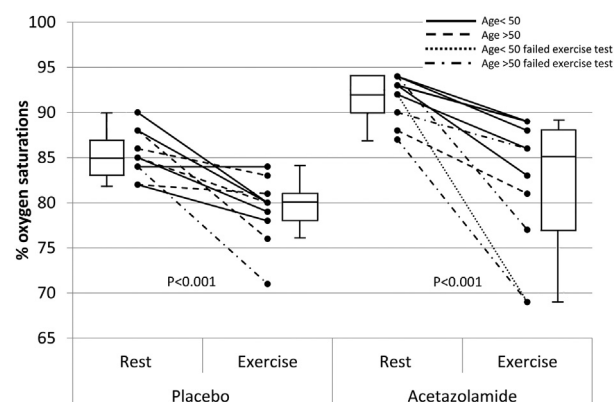 Age< 50
Age >50
Age< 50 failed exercise test
Age >50 failed exercise test
100
95
90
85
80
75
70
65
% oxygen saturations
P<0.001
P<0.001
Rest
Exercise
Rest
Exercise
Placebo
Acetazolamide